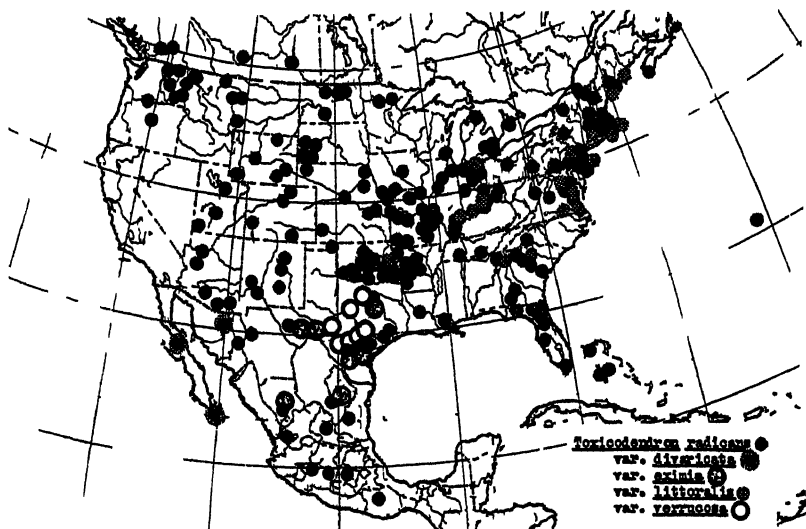 Toxicodendron radicans
var. divaricata
var. eximia
var. littoralis
var. verrucosa